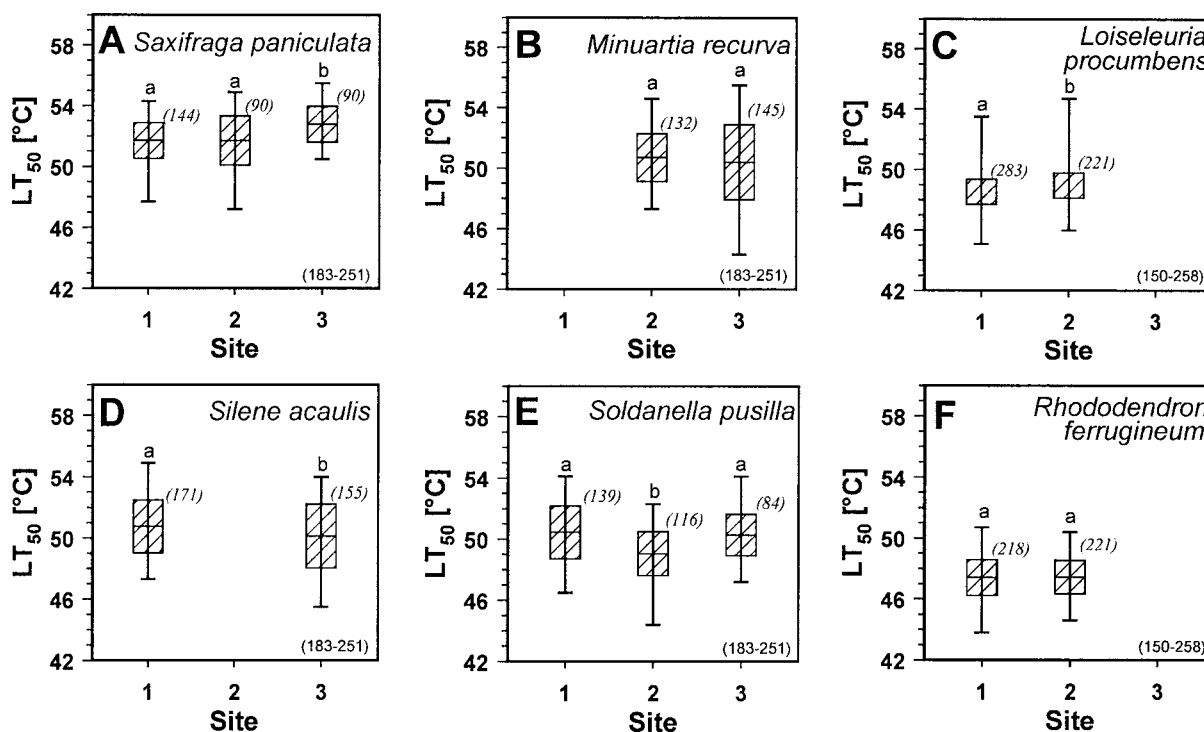 A Saxifraga paniculata
LT50 [°C]
58
54
50
46
42
a
(144)
a
(90)
b
(90)
(183-251)
1 2 3
Site
B Minuartia recurva
LT50 [°C]
58
54
50
46
42
a
(132)
a
(145)
(183-251)
1 2 3
Site
C Loiseleuria
procumbens
LT50 [°C]
58
54
50
46
42
a
(283)
b
(221)
(150-258)
1 2 3
Site
D Silene acaulis
LT50 [°C]
58
54
50
46
42
a
(171)
b
(155)
(183-251)
1 2 3
Site
E Soldanella pusilla
LT50 [°C]
58
54
50
46
42
a
(139)
b
(116)
a
(84)
(183-251)
1 2 3
Site
F Rhododendron
ferrugineum
LT50 [°C]
58
54
50
46
42
a
(218)
a
(221)
(150-258)
1 2 3
Site